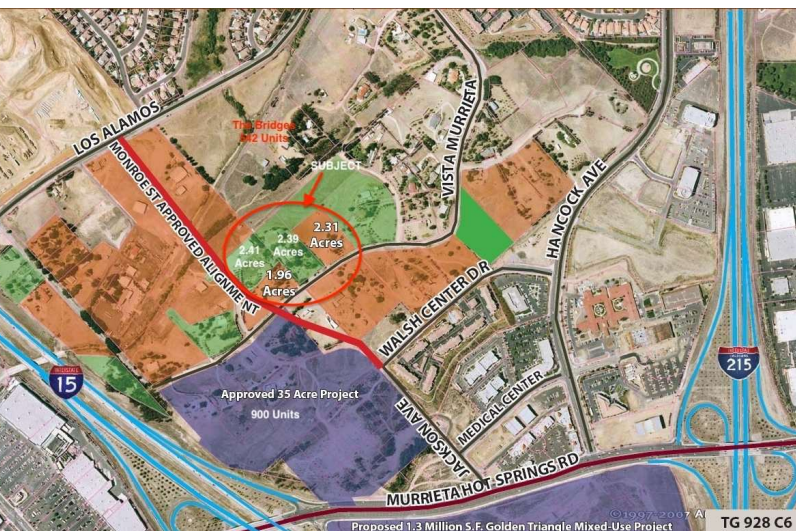 LOS ALAMOS
The Bridges
542 Units
SUBJECT
VISTA MURRIETA
MONROE ST APPROVED ALIGNMENT
HANCOCK AVE
2.31
Acres
2.39
Acres
2.41
Acres
1.96
Acres
WALSH CENTER DR
15
215
Approved 35 Acre Project
900 Units
MEDICAL CENTER
JACKSON AVE
MURRIETA HOT SPRINGS RD
©1997-2007
Proposed 1.3 Million S.F. Golden Triangle Mixed-Use Project
TG 928 C6